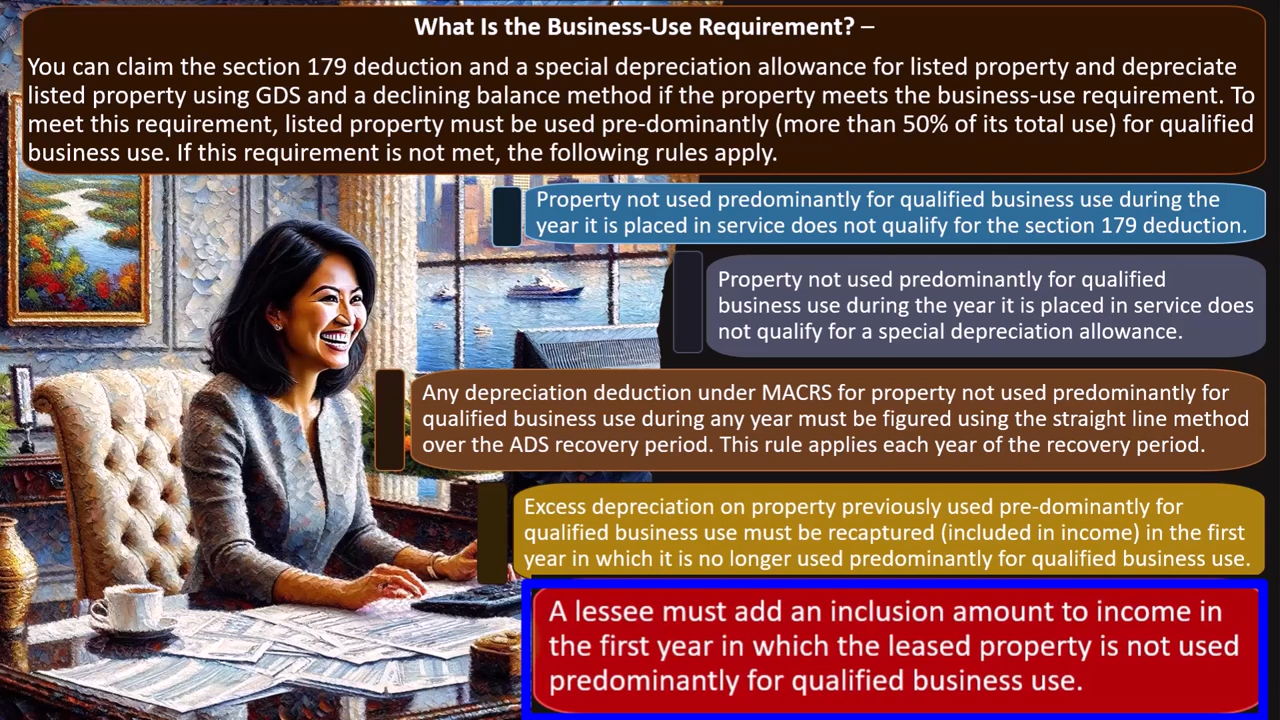 What Is the Business-Use Requirement? –
You can claim the section 179 deduction and a special depreciation allowance for listed property and depreciate
listed property using GDS and a declining balance method if the property meets the business-use requirement. To
meet this requirement, listed property must be used pre-dominantly (more than 50% of its total use) for qualified
business use. If this requirement is not met, the following rules apply.
Property not used predominantly for qualified business use during the
year it is placed in service does not qualify for the section 179 deduction.
Property not used predominantly for qualified
business use during the year it is placed in service does
not qualify for a special depreciation allowance.
Any depreciation deduction under MACRS for property not used predominantly for
qualified business use during any year must be figured using the straight line method
over the ADS recovery period. This rule applies each year of the recovery period.
Excess depreciation on property previously used pre-dominantly for
qualified business use must be recaptured (included in income) in the first
year in which it is no longer used predominantly for qualified business use.
A lessee must add an inclusion amount to income in
the first year in which the leased property is not used
predominantly for qualified business use.